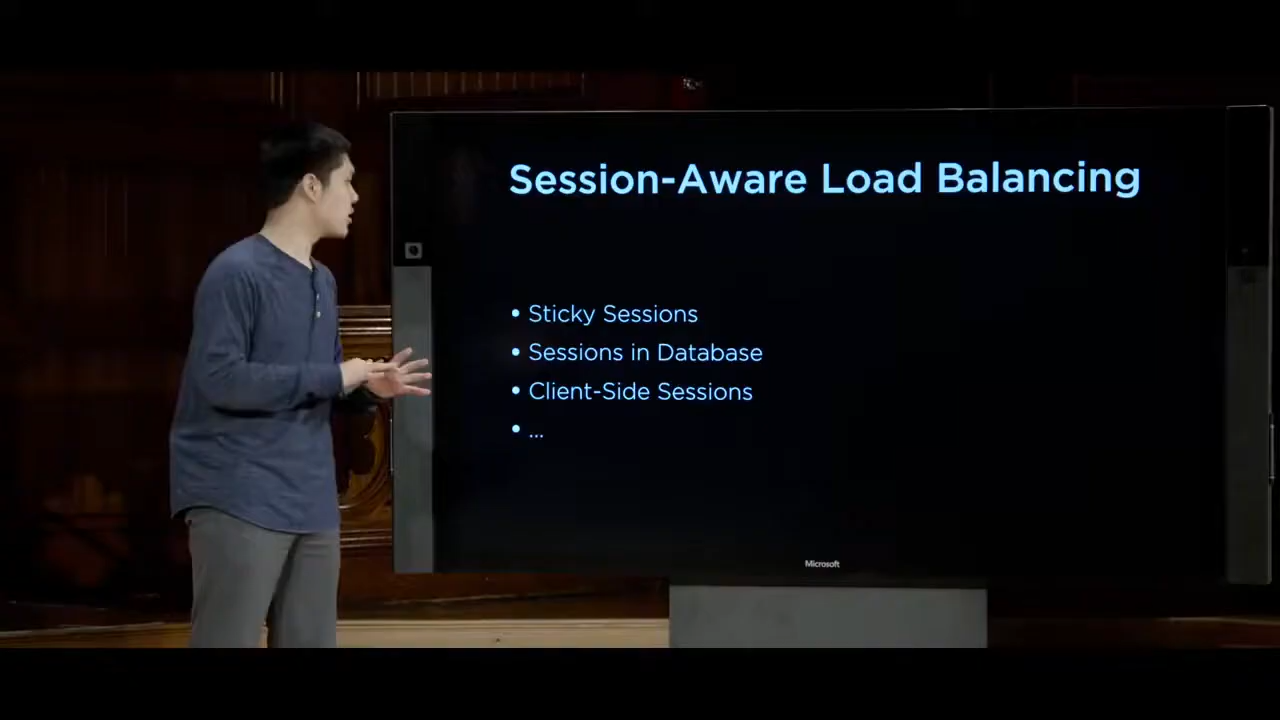 Session-Aware Load Balancing
• Sticky Sessions
• Sessions in Database
• Client-Side Sessions
• ...
Microsoft